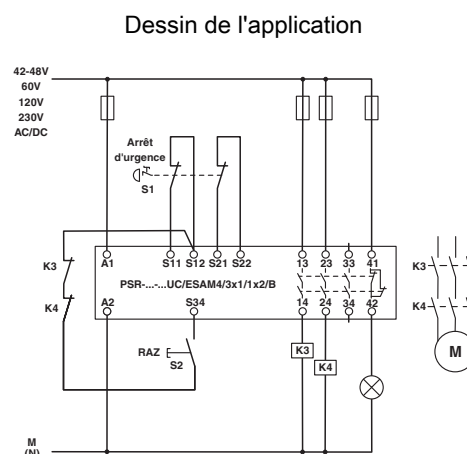 Dessin de l'application
42-48V
60V
120V
230V
AC/DC
Arrêt
d'urgence
S1
K3
K4
A1
S11
S12
S21
S22
13
23
33
41
PSR-...-...UC/ESAM4/3x1/1x2/B
A2
S34
14
24
34
42
RAZ
S2
K3
K4
K3
K4
M
M
(N)